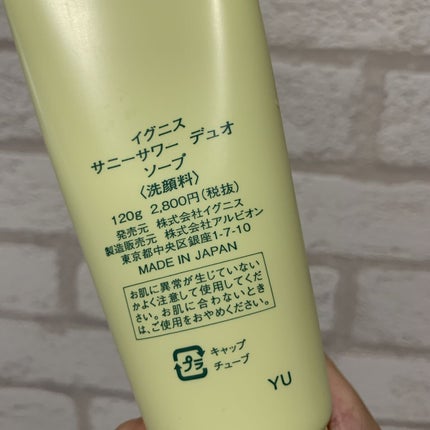 イグニス
サニーサワー デュオ
ソープ
〈洗顔料〉
120g 2,800円(税抜)
発売元 株式会社イグニス
製造販売元 株式会社アルビオン
東京都中央区銀座1-7-10
MADE IN JAPAN
お肌に異常が生じていない
かよく注意して使用してくだ
さい。お肌に合わないとき
は、ご使用をおやめください。
プラ
キャップ
チューブ
YU